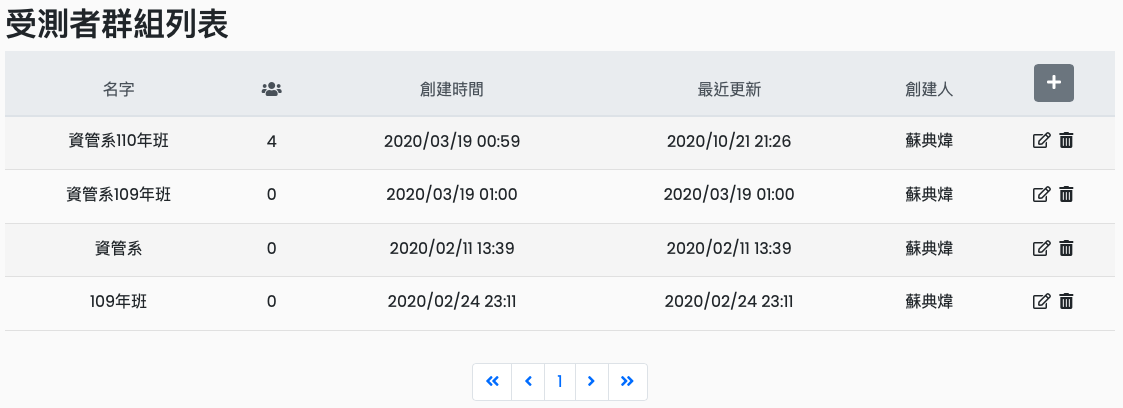 受測者群組列表
名字 創建時間 最近更新 創建人
資管系110年班 4 2020/03/19 00:59 2020/10/21 21:26 蘇典煒
資管系109年班 0 2020/03/19 01:00 2020/03/19 01:00 蘇典煒
資管系 0 2020/02/11 13:39 2020/02/11 13:39 蘇典煒
109年班 0 2020/02/24 23:11 2020/02/24 23:11 蘇典煒
« ‹ 1 › »